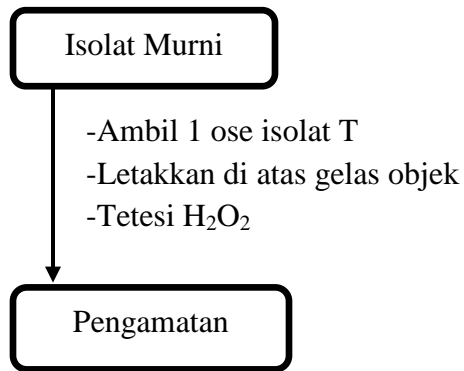 Isolat Murni
-Ambil 1 ose isolat T
-Letakkan di atas gelas objek
-Tetesi H₂O₂
Pengamatan